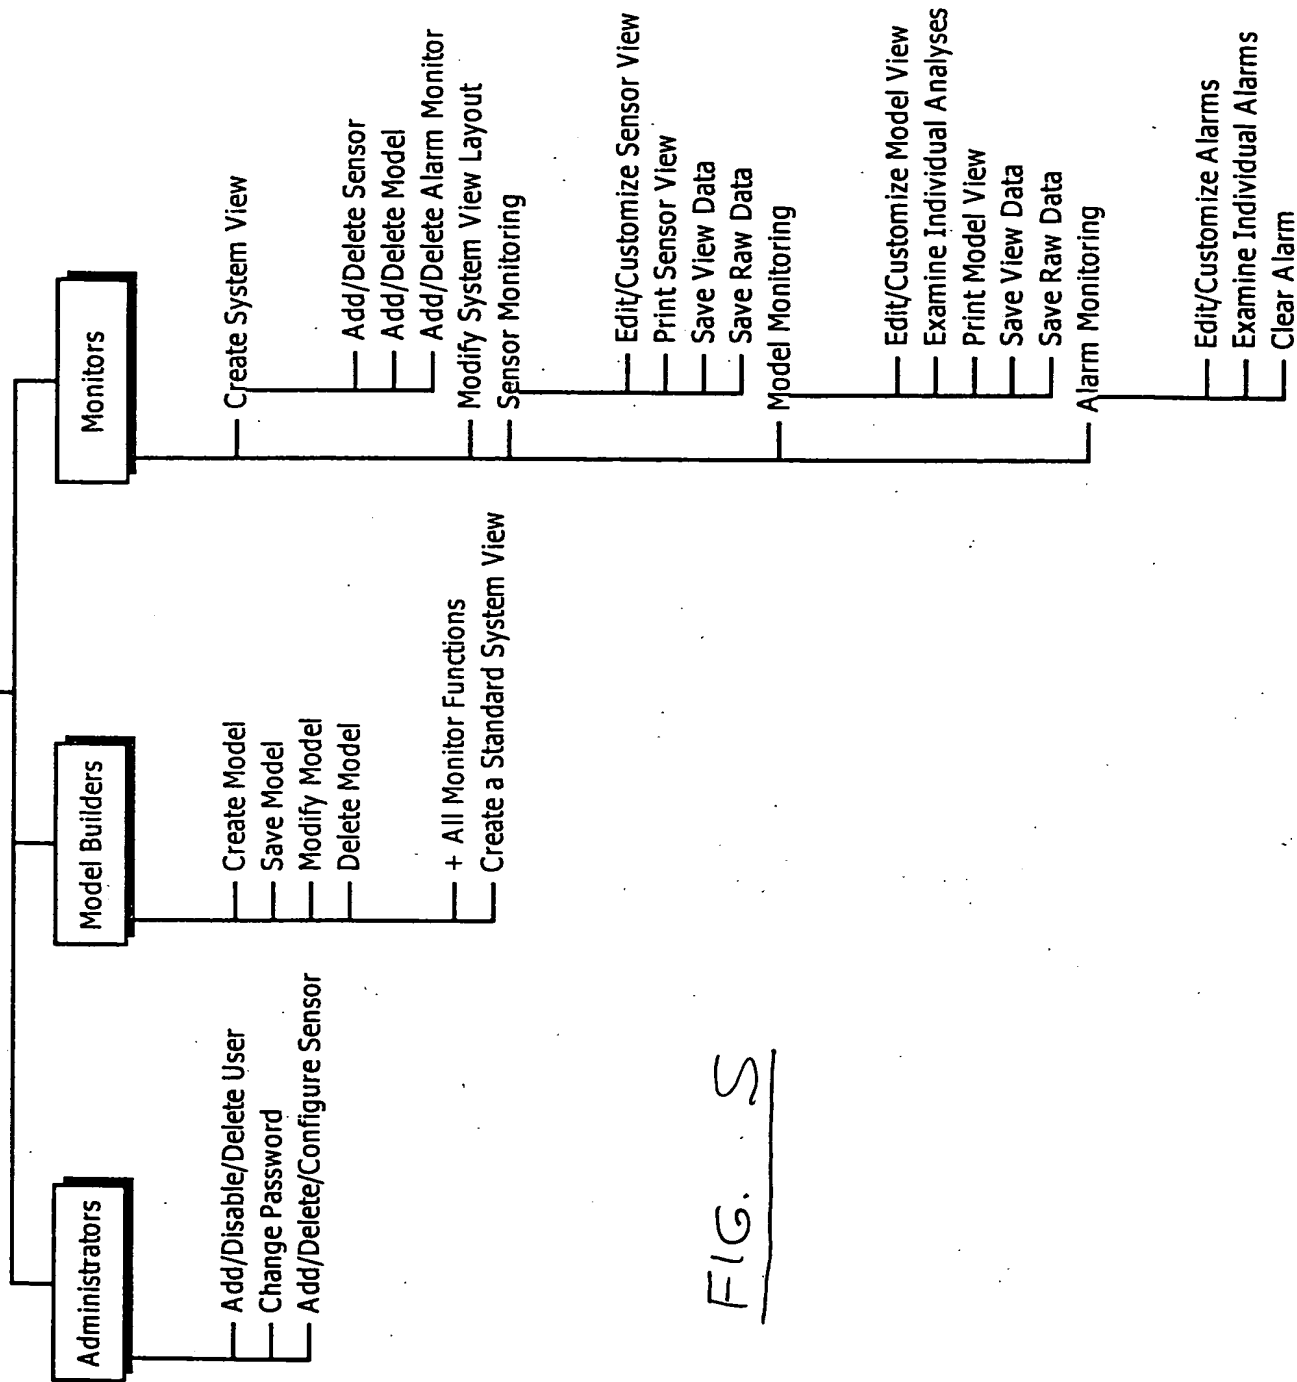 Administrators
Add/Disable/Delete User
Change Password
Add/Delete/Configure Sensor
Model Builders
Create Model
Save Model
Modify Model
Delete Model
+ All Monitor Functions
Create a Standard System View
Monitors
Create System View
Add/Delete Sensor
Add/Delete Model
Add/Delete Alarm Monitor
Modify System View Layout
Sensor Monitoring
Edit/Customize Sensor View
Print Sensor View
Save View Data
Save Raw Data
Model Monitoring
Edit/Customize Model View
Examine Individual Analyses
Print Model View
Save View Data
Save Raw Data
Alarm Monitoring
Edit/Customize Alarms
Examine Individual Alarms
Clear Alarm
FIG. 5